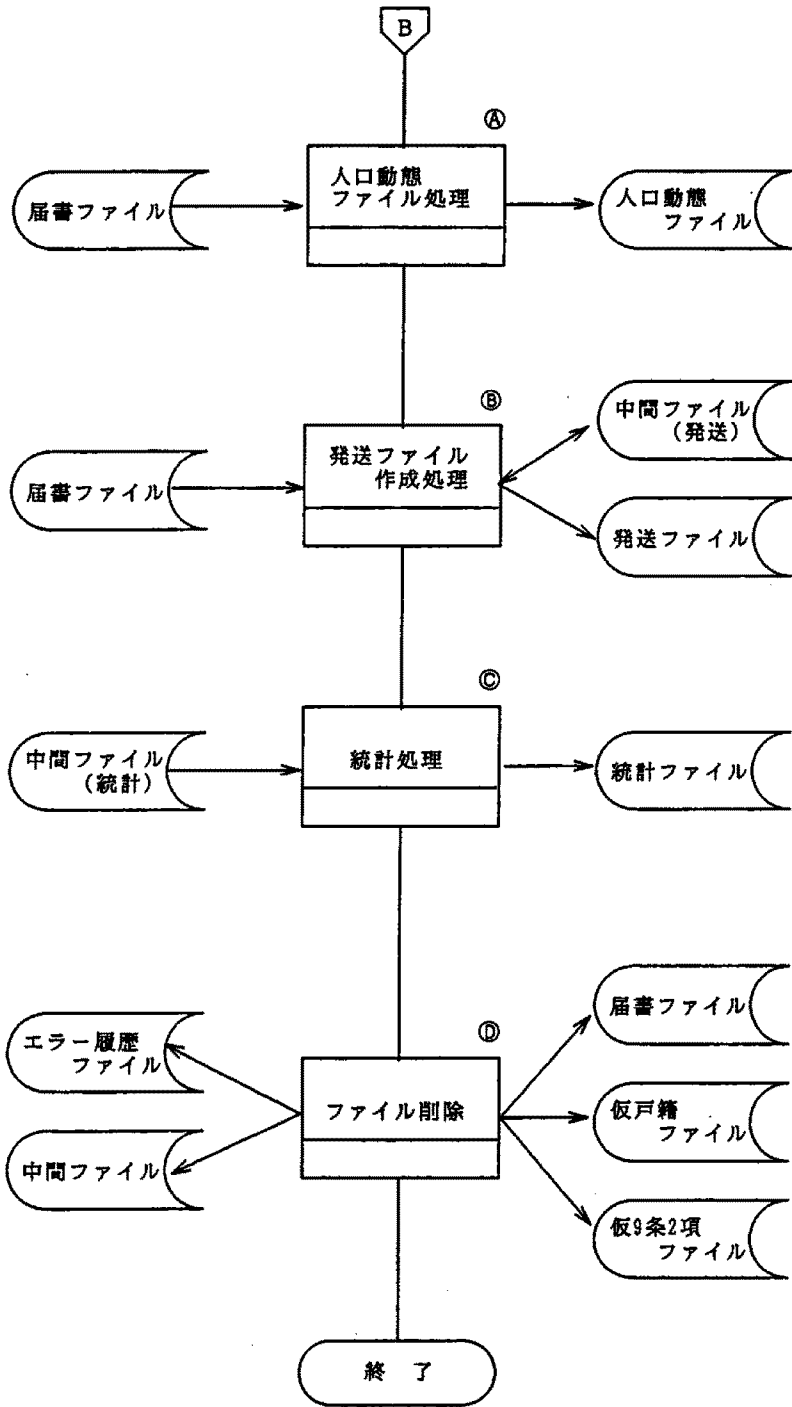 B
Ⓐ
人口動態
ファイル処理
届書ファイル
人口動態
ファイル
Ⓑ
発送ファイル
作成処理
届書ファイル
中間ファイル
(発送)
発送ファイル
Ⓒ
統計処理
中間ファイル
(統計)
統計ファイル
Ⓓ
ファイル削除
エラー履歴
ファイル
中間ファイル
届書ファイル
仮戸籍
ファイル
仮9条2項
ファイル
終了